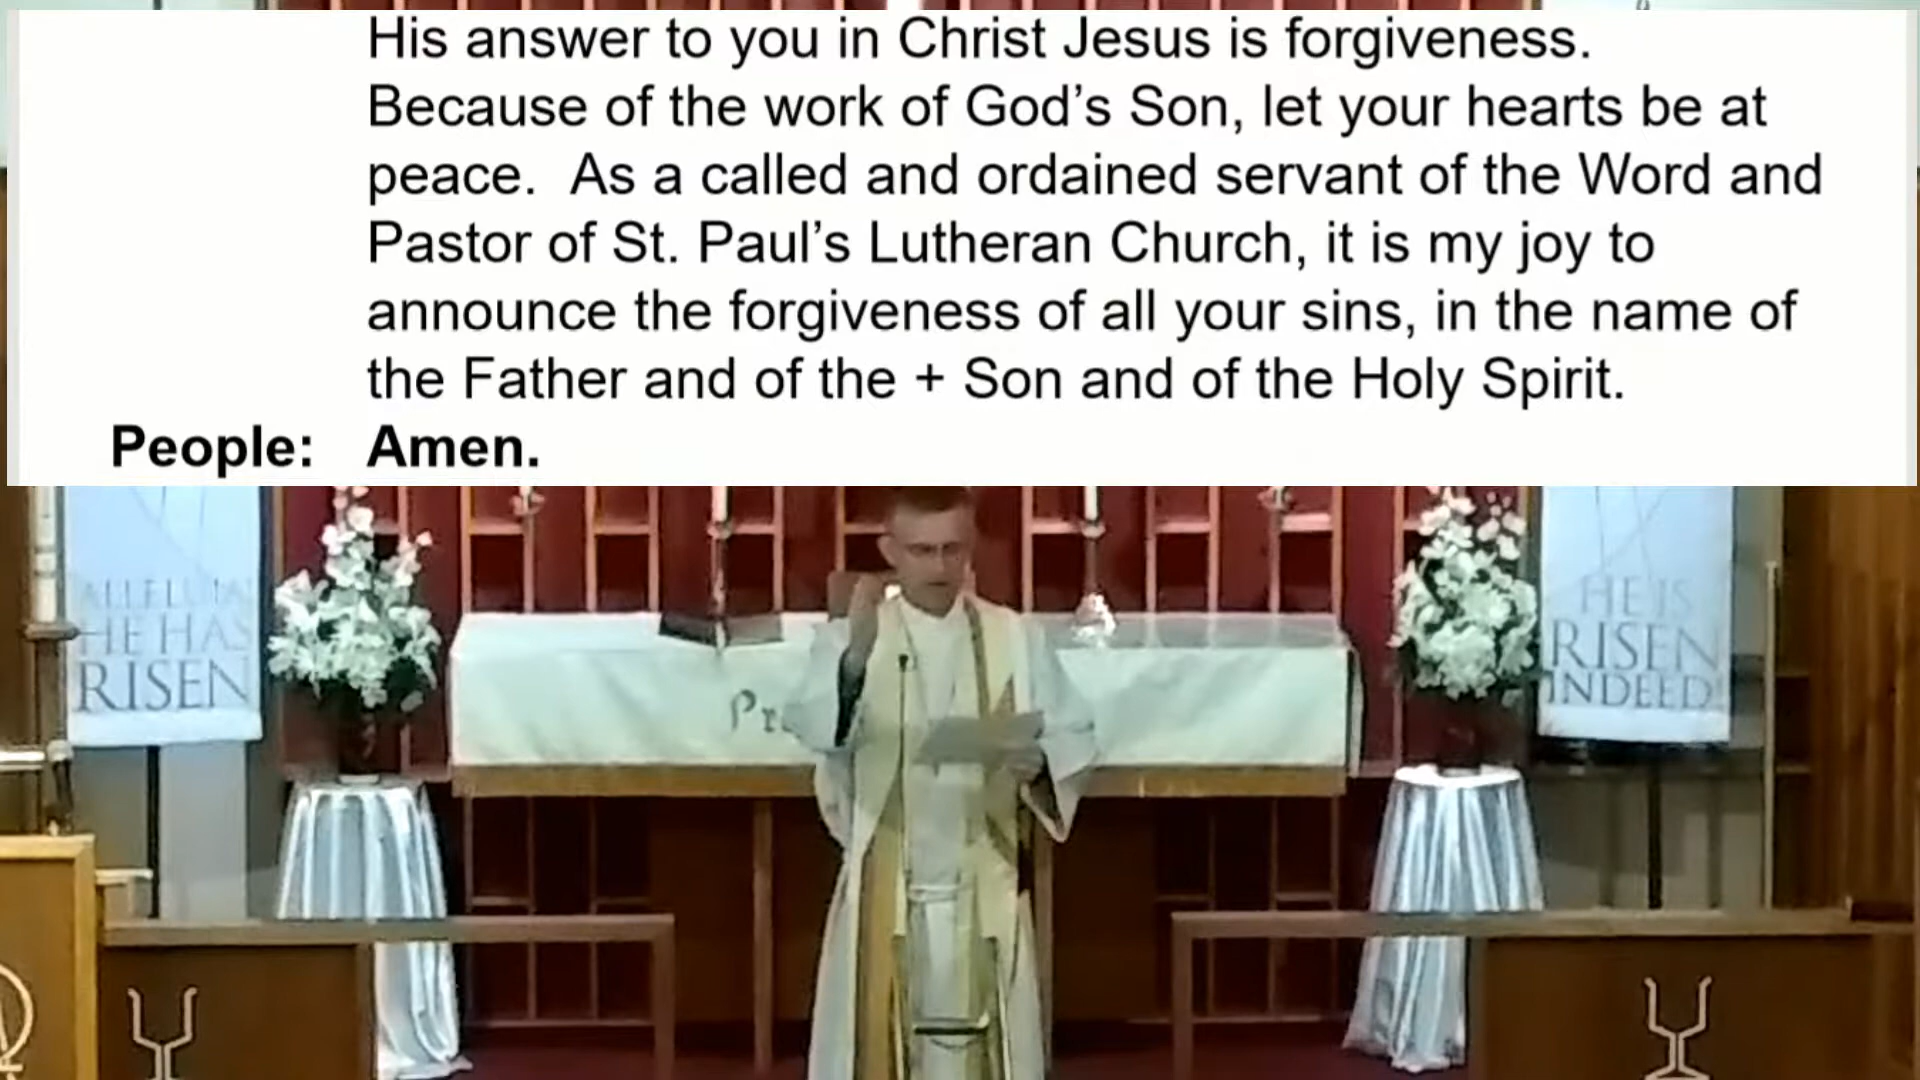 His answer to you in Christ Jesus is forgiveness.
Because of the work of God’s Son, let your hearts be at
peace.  As a called and ordained servant of the Word and
Pastor of St. Paul’s Lutheran Church, it is my joy to
announce the forgiveness of all your sins, in the name of
the Father and of the + Son and of the Holy Spirit.
People: Amen.
ALLELUIA
HE HAS
RISEN
Pr
HE IS
RISEN
INDEED!